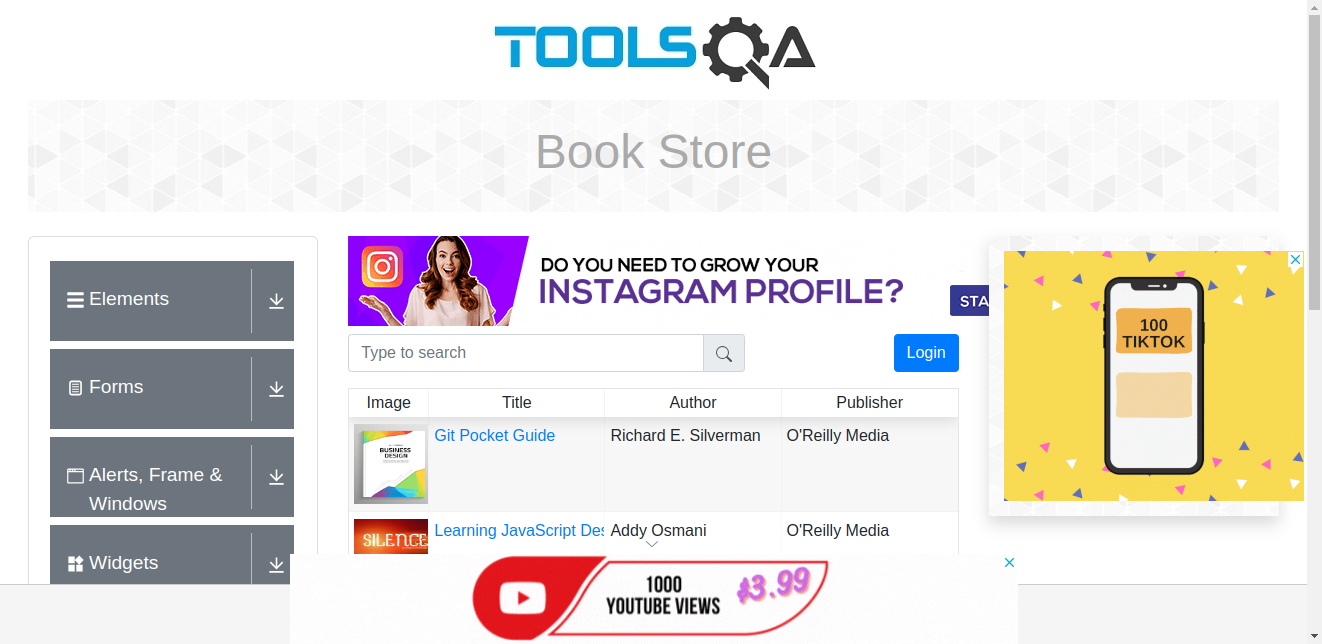 TOOLSQA
Book Store
Elements
Forms
Alerts, Frame &
Windows
Widgets
DO YOU NEED TO GROW YOUR
INSTAGRAM PROFILE?
STA
Type to search
Login
Image Title Author Publisher
BUSINESS
DESIGN
Git Pocket Guide Richard E. Silverman O'Reilly Media
SILENCE
Learning JavaScript Des Addy Osmani O'Reilly Media
100
TIKTOK
1000
YOUTUBE VIEWS
$3.99